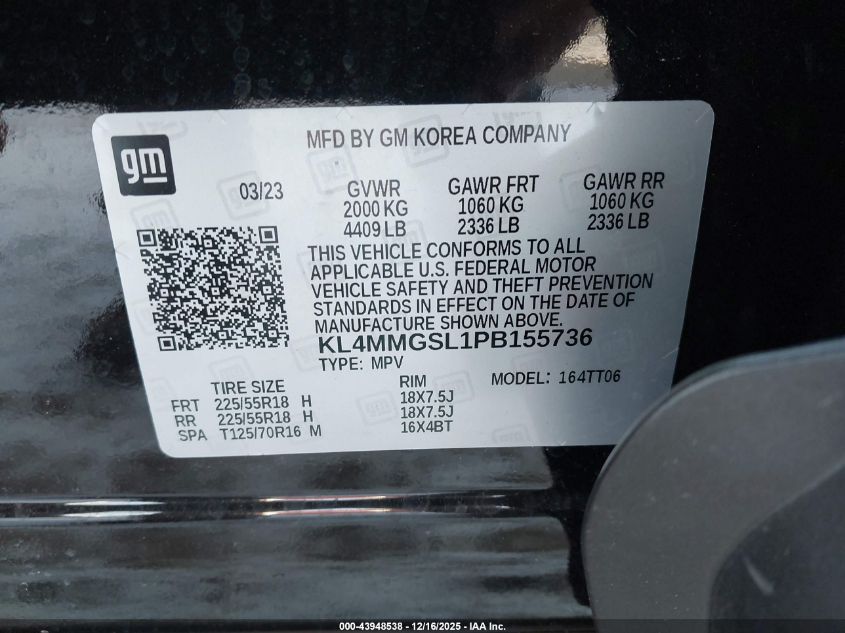 gm
MFD BY GM KOREA COMPANY
03/23
GVWR GAWR FRT GAWR RR
2000 KG 1060 KG 1060 KG
4409 LB 2336 LB 2336 LB
THIS VEHICLE CONFORMS TO ALL
APPLICABLE U.S. FEDERAL MOTOR
VEHICLE SAFETY AND THEFT PREVENTION
STANDARDS IN EFFECT ON THE DATE OF
MANUFACTURE SHOWN ABOVE.
KL4MMGSL1PB155736
TYPE: MPV MODEL: 164TT06
TIRE SIZE RIM
FRT 225/55R18 H 18X7.5J
RR 225/55R18 H 18X7.5J
SPA T125/70R16 M 16X4BT
000-43948538 - 12/16/2025 - IAA Inc.